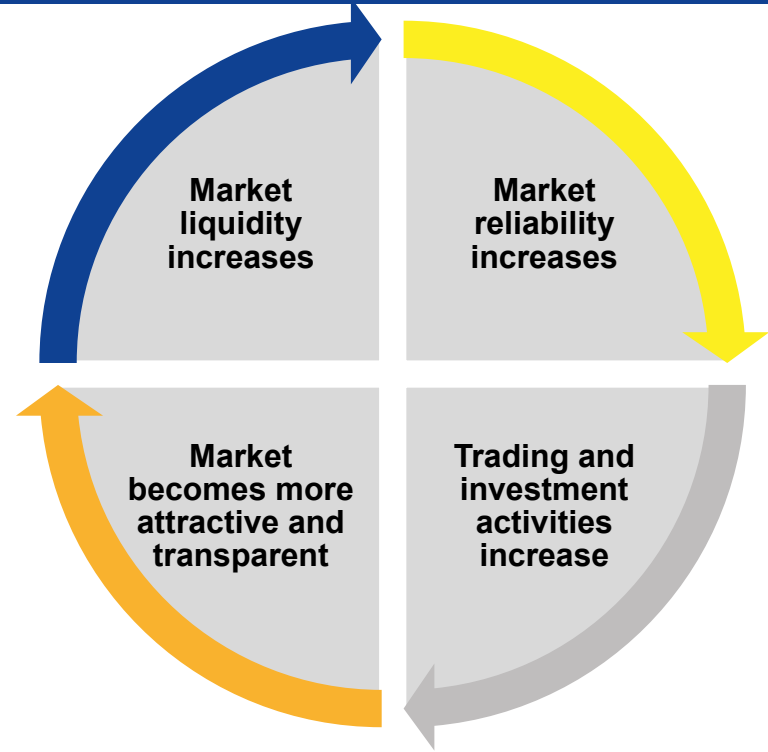 Market
liquidity
increases
Market
reliability
increases
Market
becomes more
attractive and
transparent
Trading and
investment
activities
increase